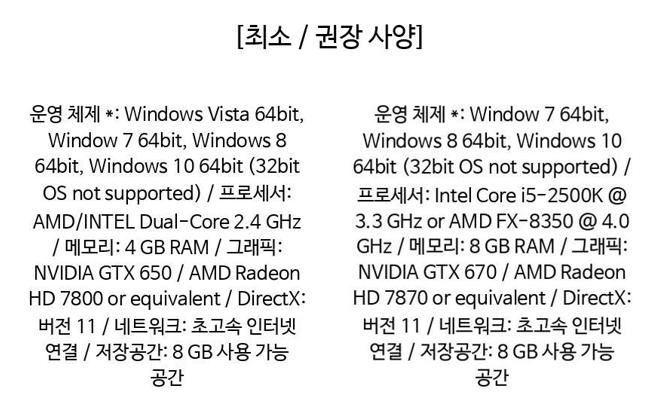 [최소 / 권장 사양]
운영 체제 *: Windows Vista 64bit,
Window 7 64bit, Windows 8
64bit, Windows 10 64bit (32bit
OS not supported) / 프로세서:
AMD/INTEL Dual-Core 2.4 GHz
/ 메모리: 4 GB RAM / 그래픽:
NVIDIA GTX 650 / AMD Radeon
HD 7800 or equivalent / DirectX:
버전 11 / 네트워크: 초고속 인터넷
연결 / 저장공간: 8 GB 사용 가능
공간
운영 체제 *: Window 7 64bit,
Windows 8 64bit, Windows 10
64bit (32bit OS not supported) /
프로세서: Intel Core i5-2500K @
3.3 GHz or AMD FX-8350 @ 4.0
GHz / 메모리: 8 GB RAM / 그래픽:
NVIDIA GTX 670 / AMD Radeon
HD 7870 or equivalent / DirectX:
버전 11 / 네트워크: 초고속 인터넷
연결 / 저장공간: 8 GB 사용 가능
공간